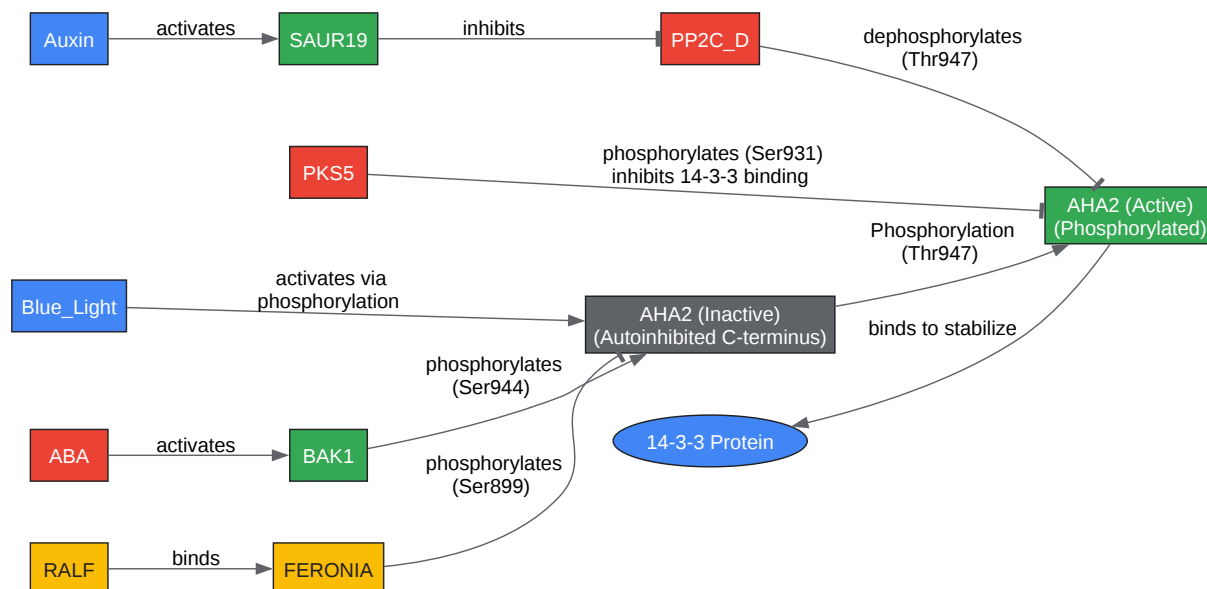 Auxin
activates
SAUR19
inhibits
PP2C_D
dephosphorylates
(Thr947)
PKS5
phosphorylates (Ser931)
inhibits 14-3-3 binding
AHA2 (Active)
(Phosphorylated)
Phosphorylation
(Thr947)
Blue_Light
activates via
phosphorylation
AHA2 (Inactive)
(Autoinhibited C-terminus)
binds to stabilize
phosphorylates
(Ser944)
14-3-3 Protein
ABA
activates
BAK1
phosphorylates
(Ser899)
RALF
binds
FERONIA